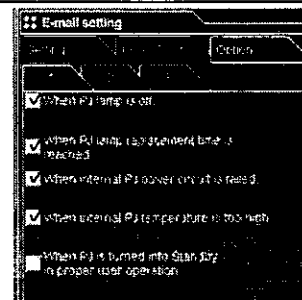 E-mail setting
Option
When PJ lamp is off.
When PJ lamp replacement time is
reached.
When internal PJ power circuit is failed.
When internal PJ temperature is too high.
When PJ is turned into Standby
in proper user operation.